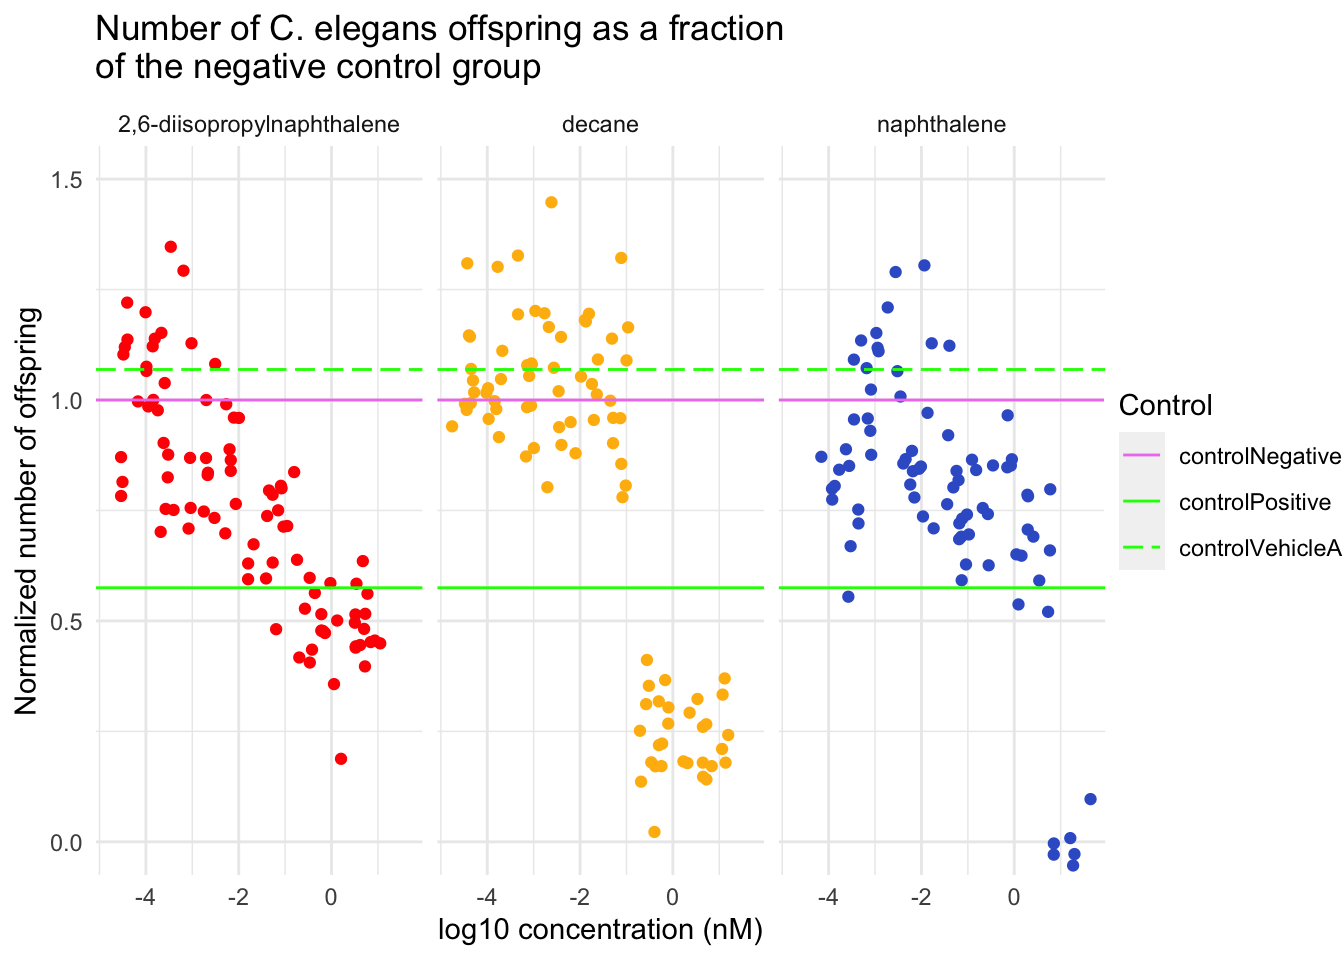 Number of C. elegans offspring as a fraction
of the negative control group
2,6-diisopropylnaphthalene
decane
naphthalene
Normalized number of offspring
1.5
1.0
0.5
0.0
-4 -2 0
-4 -2 0
-4 -2 0
log10 concentration (nM)
Control
controlNegative
controlPositive
controlVehicleA